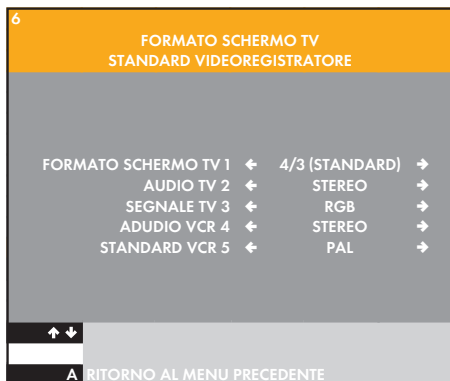 6
FORMATO SCHERMO TV
STANDARD VIDEOREGISTRATORE
FORMATO SCHERMO TV 1 ← 4/3 (STANDARD) →
AUDIO TV 2 ← STEREO →
SEGNALE TV 3 ← RGB →
ADUDIO VCR 4 ← STEREO →
STANDARD VCR 5 ← PAL →
↑ ↓
A RITORNO AL MENU PRECEDENTE